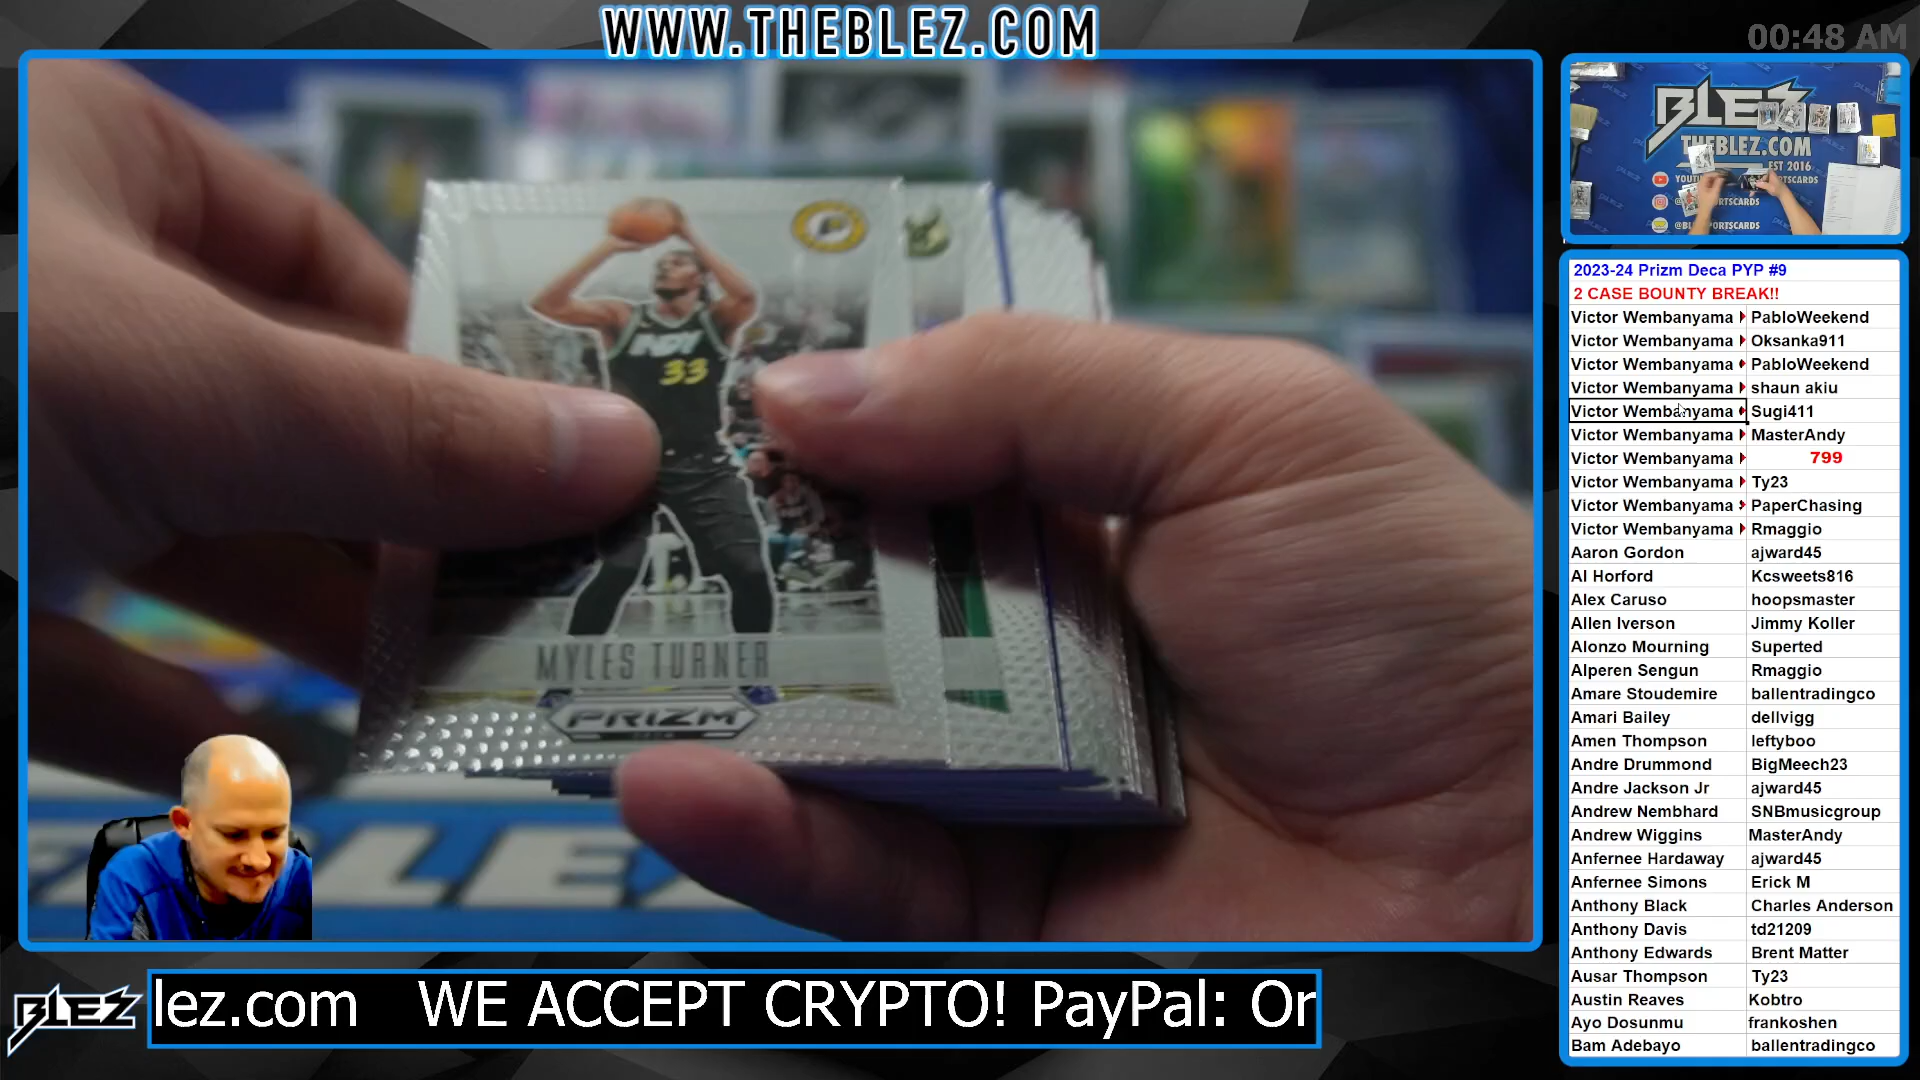 WWW.THEBLEZ.COM
00:48 AM
BLEZ
THEBLEZ.COM
EST 2016
INDY
33
MYLES TURNER
PRIZM
2023-24 Prizm Deca PYP #9
2 CASE BOUNTY BREAK!!
Victor Wembanyama PabloWeekend
Victor Wembanyama Oksanka911
Victor Wembanyama PabloWeekend
Victor Wembanyama shaun akiu
Victor Wembanyama Sugi411
Victor Wembanyama MasterAndy
Victor Wembanyama 799
Victor Wembanyama Ty23
Victor Wembanyama PaperChasing
Victor Wembanyama Rmaggio
Aaron Gordon ajward45
Al Horford Kcsweets816
Alex Caruso hoopsmaster
Allen Iverson Jimmy Koller
Alonzo Mourning Superted
Alperen Sengun Rmaggio
Amare Stoudemire ballentradingco
Amari Bailey dellvigg
Amen Thompson leftyboo
Andre Drummond BigMeech23
Andre Jackson Jr ajward45
Andrew Nembhard SNBmusicgroup
Andrew Wiggins MasterAndy
Anfernee Hardaway ajward45
Anfernee Simons Erick M
Anthony Black Charles Anderson
Anthony Davis td21209
Anthony Edwards Brent Matter
Ausar Thompson Ty23
Austin Reaves Kobtro
Ayo Dosunmu frankoshen
Bam Adebayo ballentradingco
BLEZ
lez.com WE ACCEPT CRYPTO! PayPal: Or